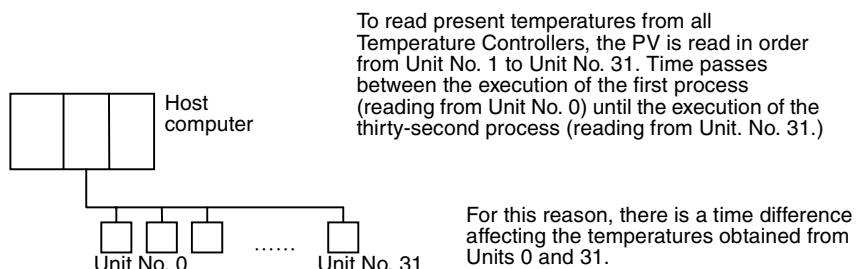 To read present temperatures from all
Temperature Controllers, the PV is read in order
from Unit No. 1 to Unit No. 31. Time passes
between the execution of the first process
(reading from Unit No. 0) until the execution of the
thirty-second process (reading from Unit. No. 31.)
Host
computer
For this reason, there is a time difference
affecting the temperatures obtained from
Units 0 and 31.
......
Unit No. 0
Unit No. 31